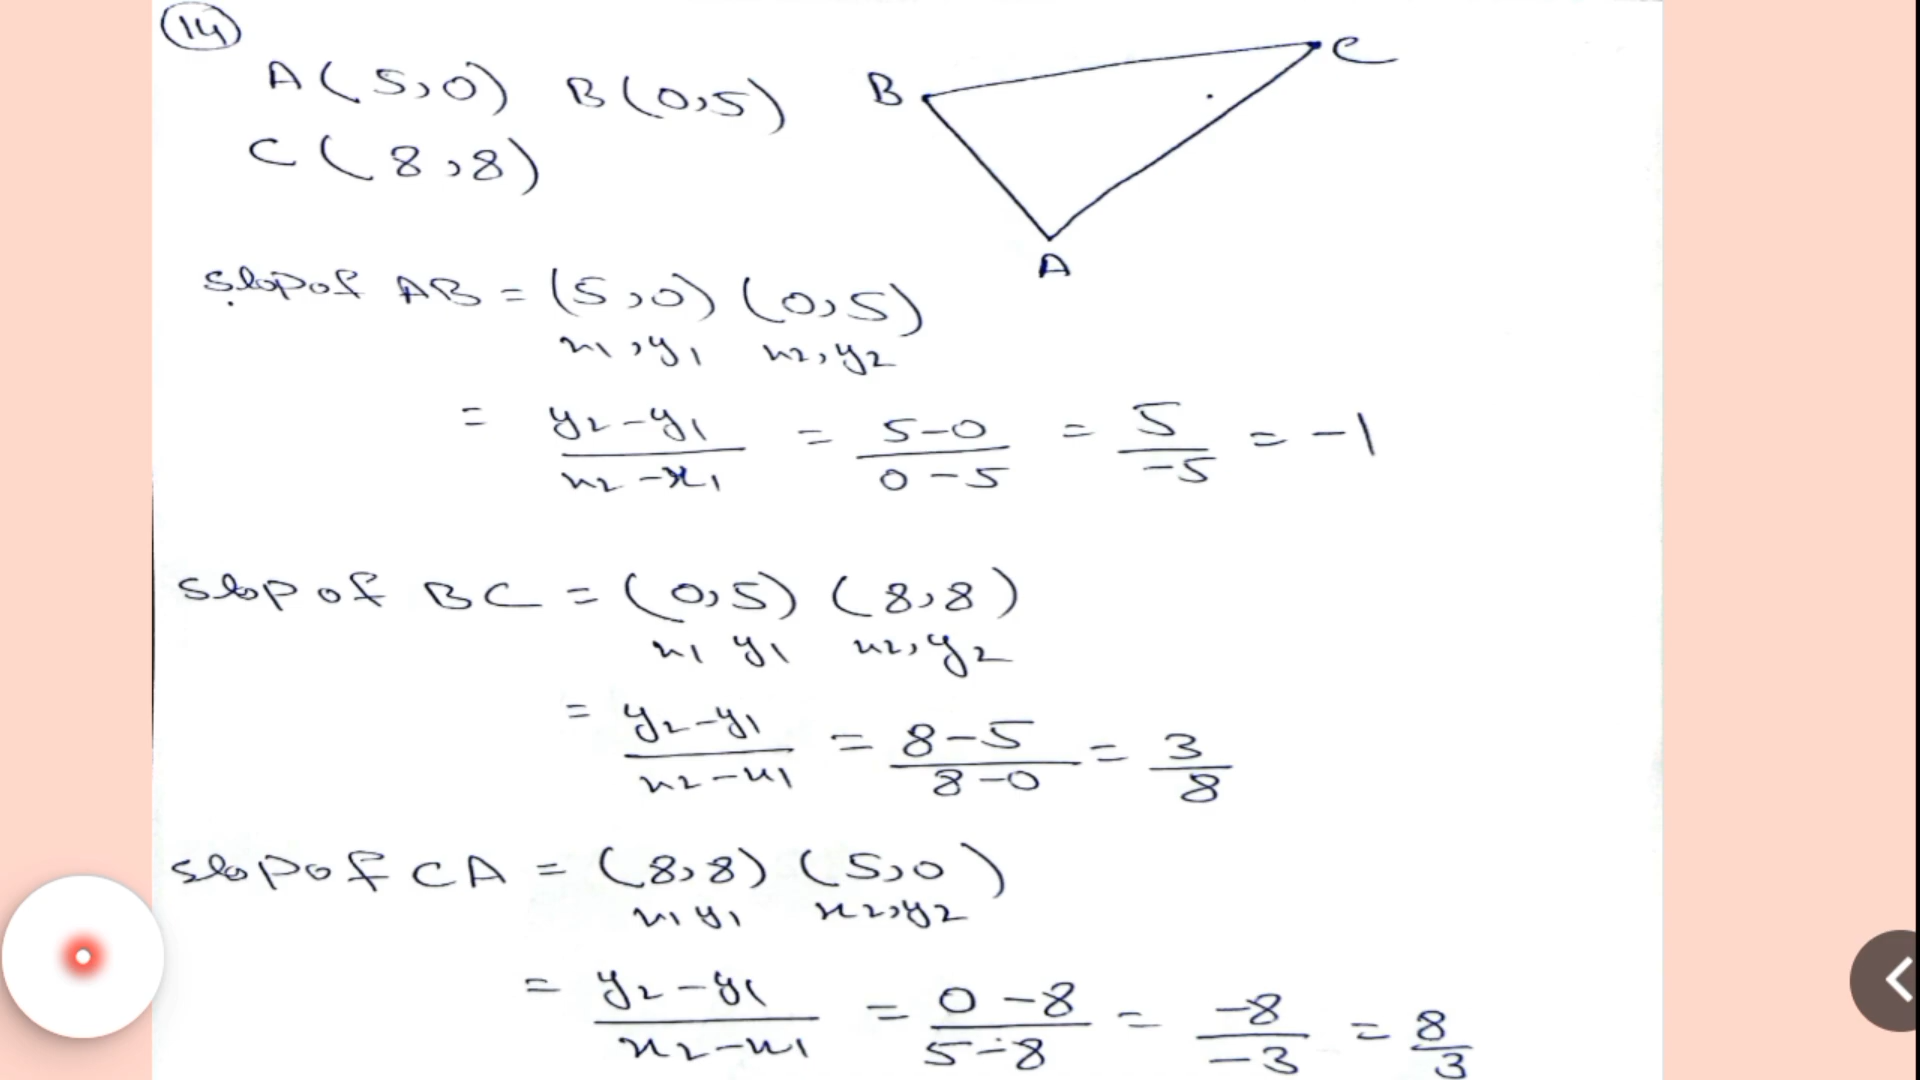 14
A(5,0) B(0,5)
C(8,8)
B
C
A
slop of AB = (5,0) (0,5)
x1,y1 x2,y2
= y2-y1/x2-x1 = 5-0/0-5 = 5/-5 = -1
slop of BC = (0,5) (8,8)
x1 y1 x2,y2
= y2-y1/x2-x1 = 8-5/8-0 = 3/8
slop of CA = (8,8) (5,0)
x1 y1 x2,y2
= y2-y1/x2-x1 = 0-8/5-8 = -8/-3 = 8/3